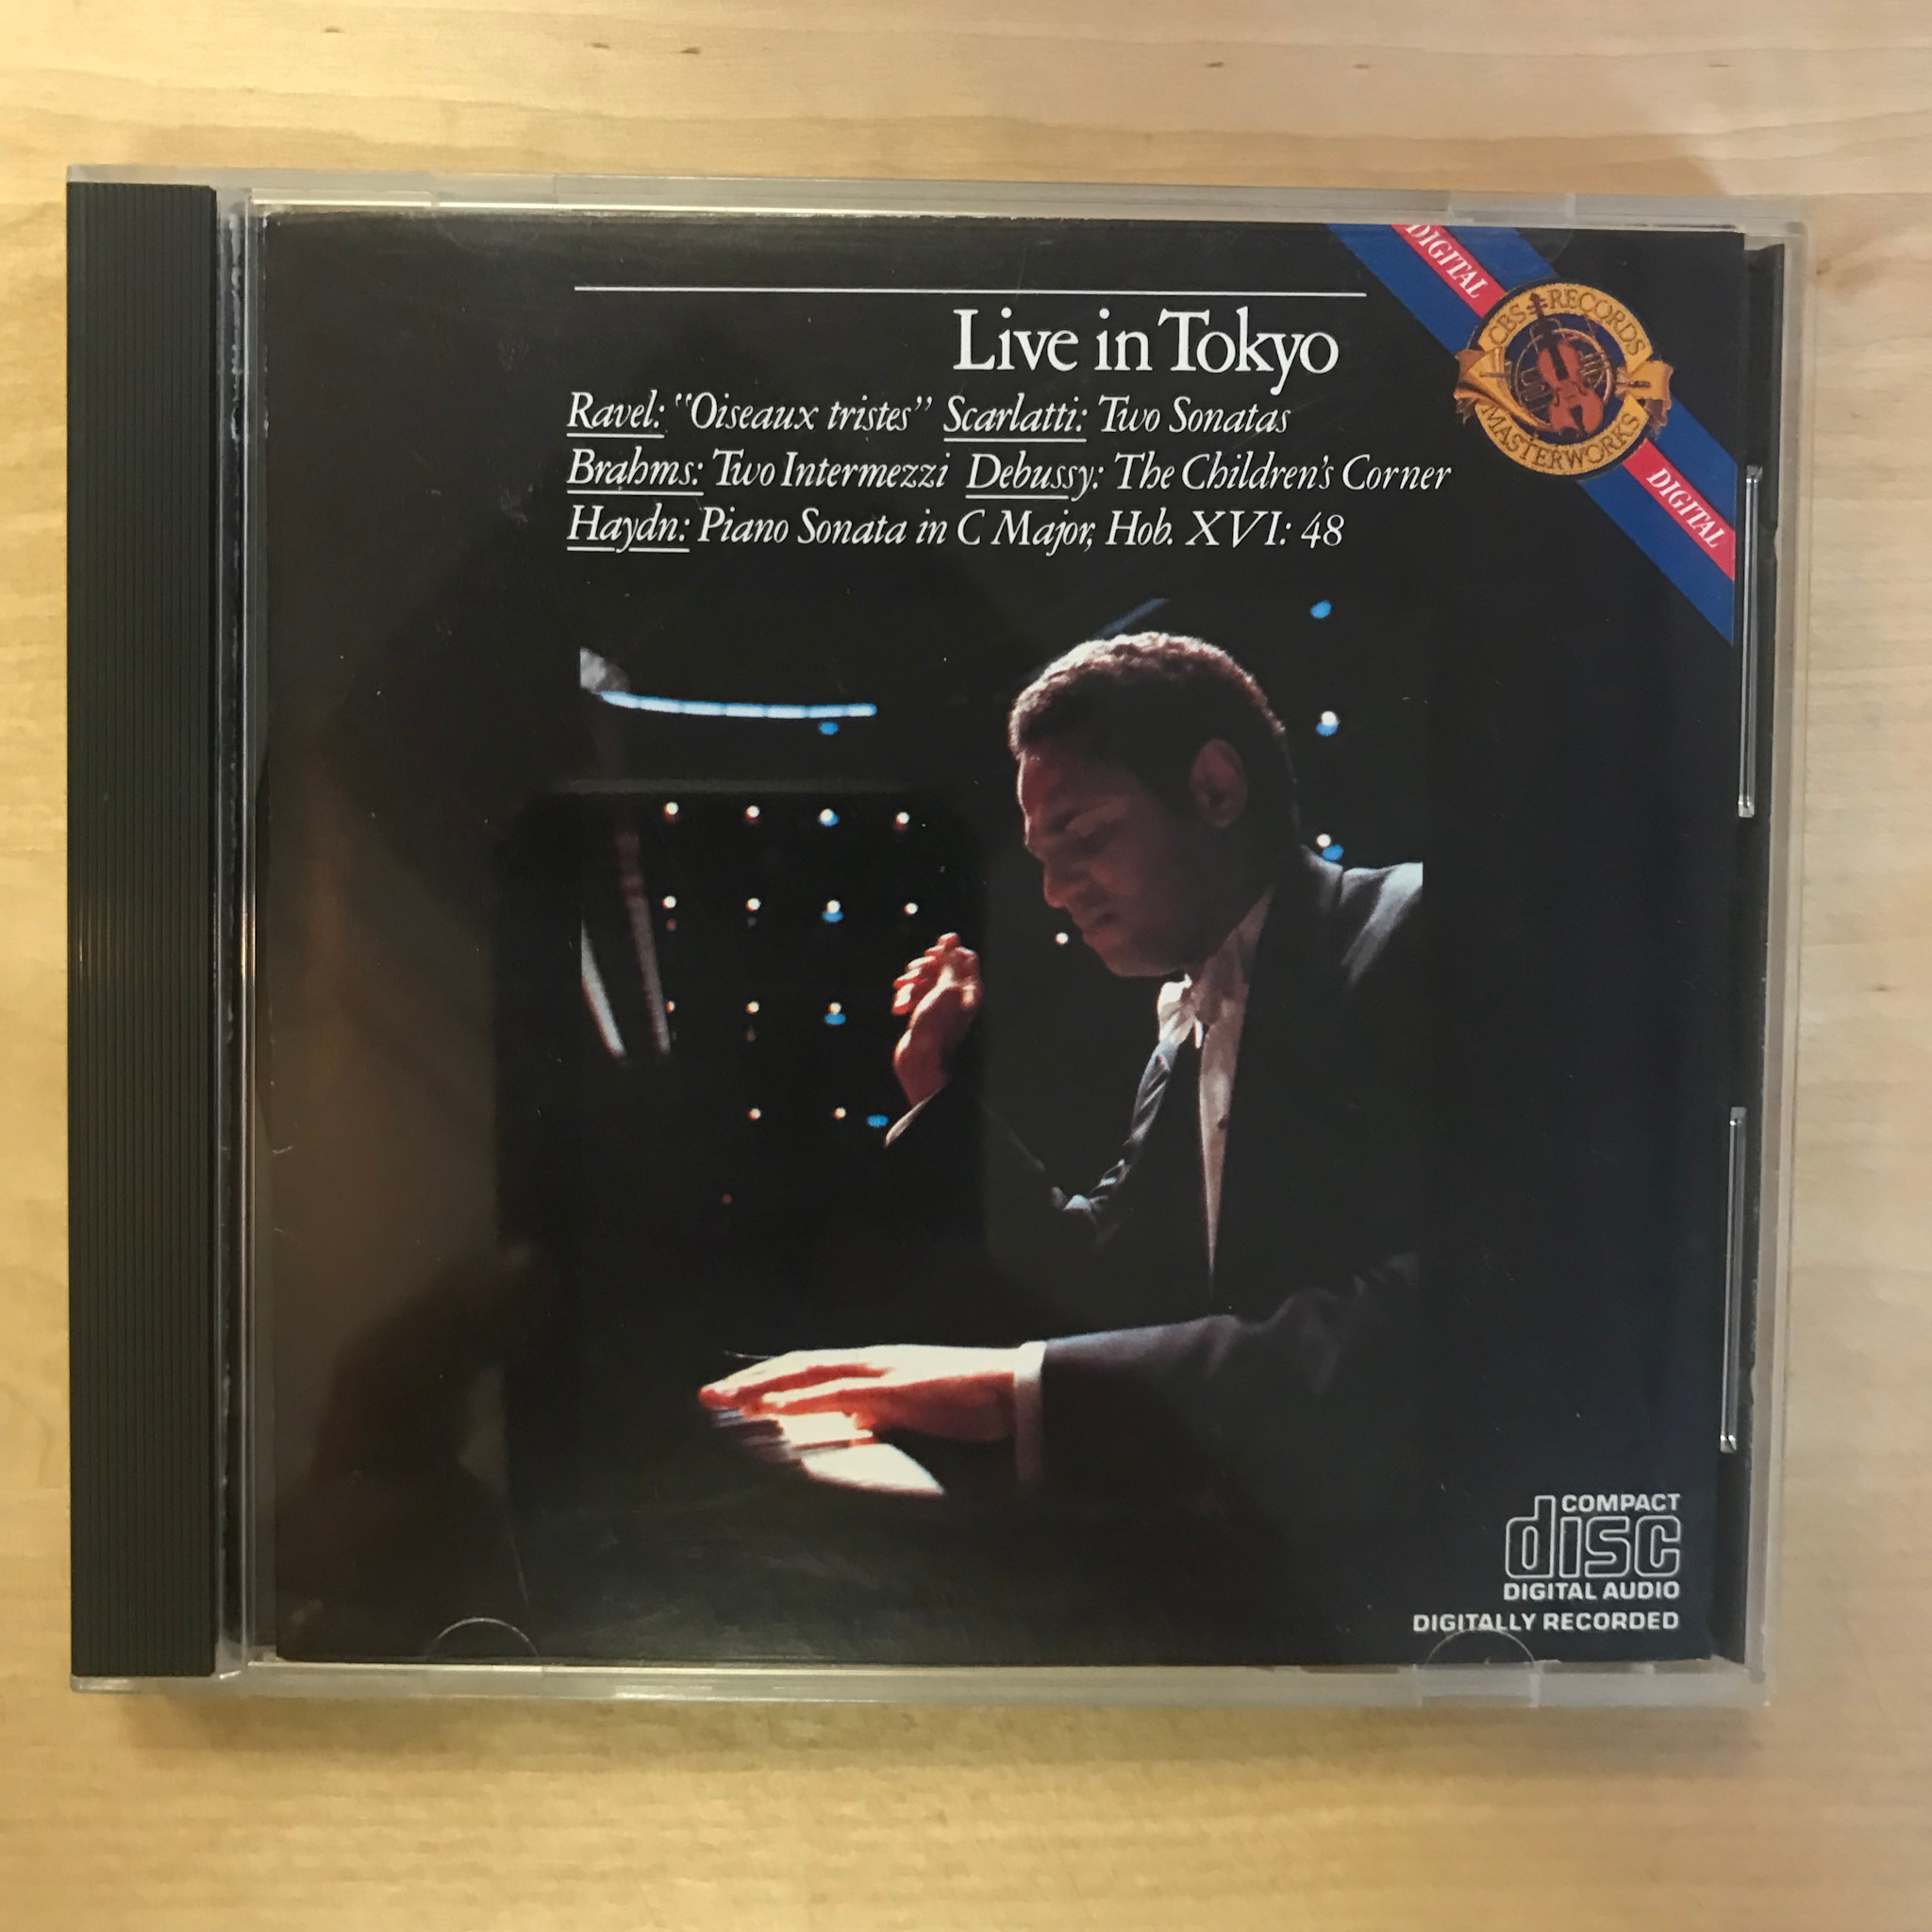 DIGITAL
CBS RECORDS
MASTERWORKS
DIGITAL
Live in Tokyo
Ravel: "Oiseaux tristes" Scarlatti: Two Sonatas
Brahms: Two Intermezzi Debussy: The Children's Corner
Haydn: Piano Sonata in C Major, Hob. XVI: 48
COMPACT
disc
DIGITAL AUDIO
DIGITALLY RECORDED